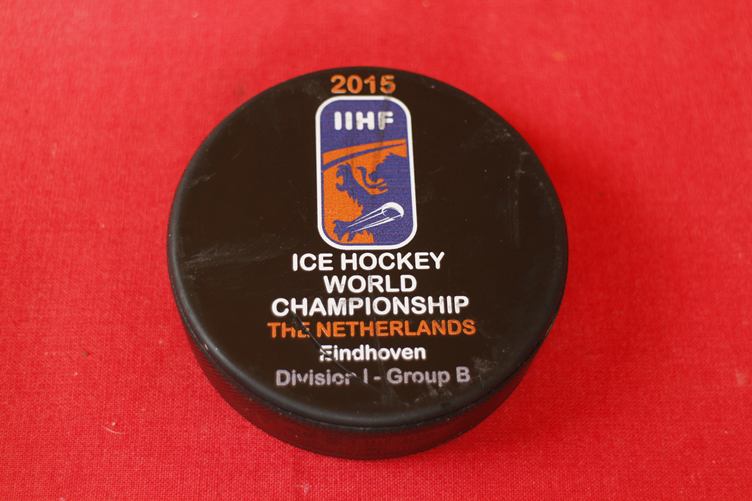 2015
IIHF
ICE HOCKEY
WORLD
CHAMPIONSHIP
THE NETHERLANDS
Eindhoven
Division I - Group B